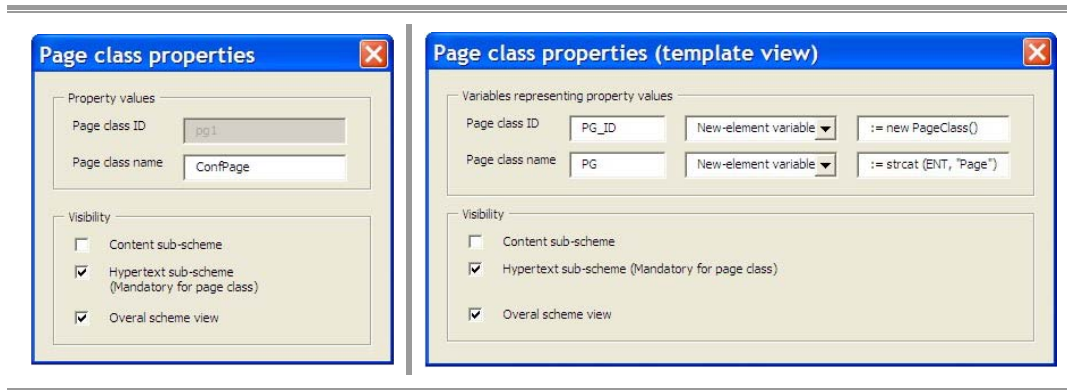 Page class properties
Property values
Page class ID pg1
Page class name ConfPage
Visibility
Content sub-scheme
Hypertext sub-scheme
(Mandatory for page class)
Overal scheme view
Page class properties (template view)
Variables representing property values
Page class ID PG_ID New-element variable := new PageClass()
Page class name PG New-element variable := strcat (ENT, "Page")
Visibility
Content sub-scheme
Hypertext sub-scheme (Mandatory for page class)
Overal scheme view